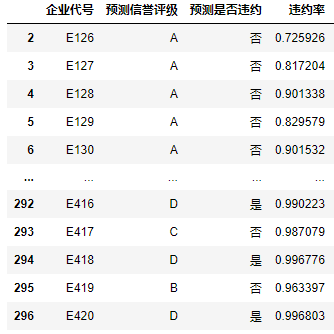 企业代号 预测信誉评级 预测是否违约 违约率
2 E126 A 否 0.725926
3 E127 A 否 0.817204
4 E128 A 否 0.901338
5 E129 A 否 0.829579
6 E130 A 否 0.901532
... ... ... ... ...
292 E416 D 是 0.990223
293 E417 C 否 0.987079
294 E418 D 是 0.996776
295 E419 B 否 0.963397
296 E420 D 是 0.996803